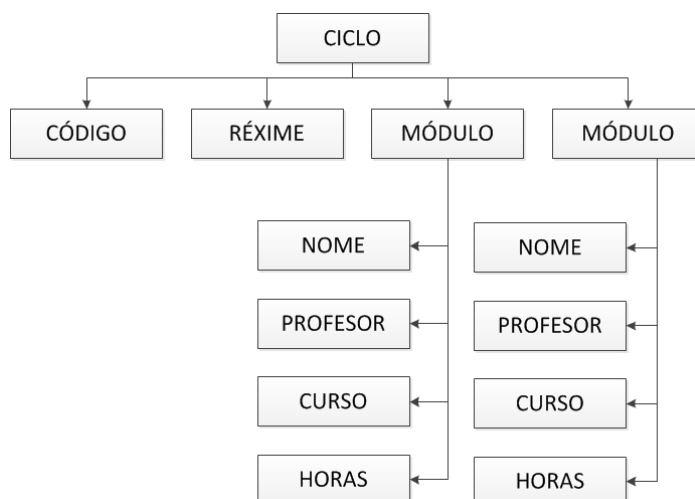 CICLO
CÓDIGO
RÉXIME
MÓDULO
MÓDULO
NOME
PROFESOR
CURSO
HORAS
NOME
PROFESOR
CURSO
HORAS